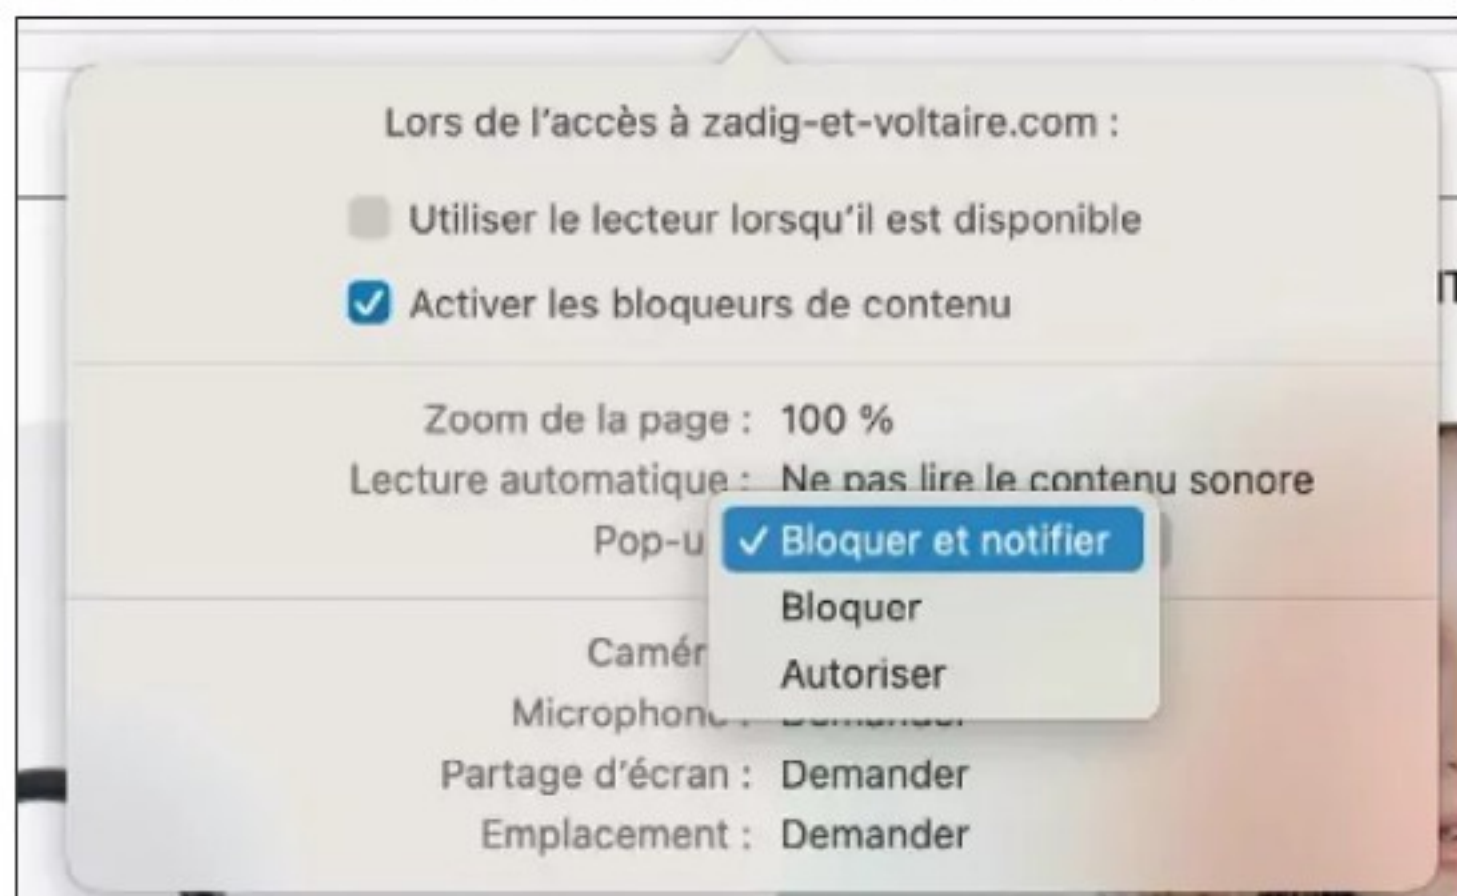 Lors de l'accès à zadig-et-voltaire.com :
Utiliser le lecteur lorsqu'il est disponible
Activer les bloqueurs de contenu
Zoom de la page : 100 %
Lecture automatique : Ne pas lire le contenu sonore
Pop-u ✓ Bloquer et notifier
Bloquer
Autoriser
Camér
Microphone : Demander
Partage d'écran : Demander
Emplacement : Demander